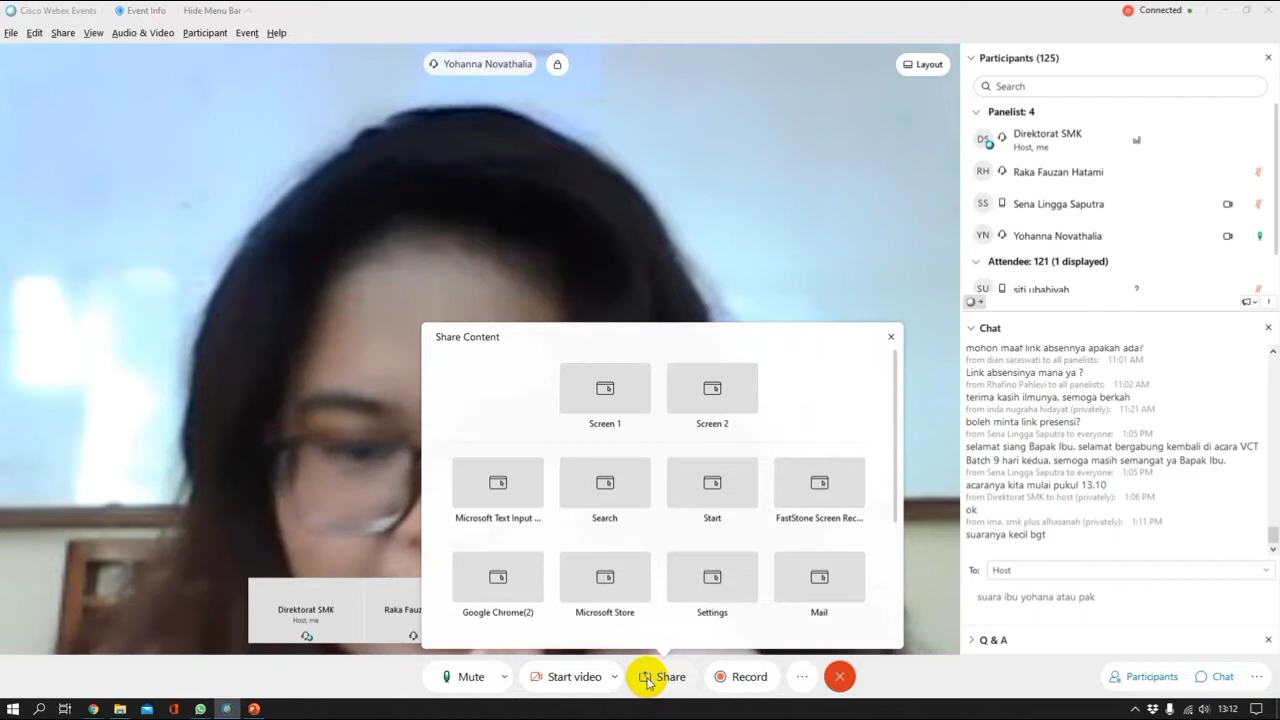 Cisco Webex Events
Event Info
Hide Menu Bar
Connected
File Edit Share View Audio & Video Participant Event Help
Yohanna Novathalia
Layout
Participants (125)
Search
Panelist: 4
DS Direktorat SMK
Host, me
RH Raka Fauzan Hatami
SS Sena Lingga Saputra
YN Yohanna Novathalia
Attendee: 121 (1 displayed)
SU siti ubahiyah
Chat
mohon maaf link absennya apakah ada?
from dian saraswati to all panelists: 11:01 AM
Link absensinya mana ya ?
from Rhafino Pahlevi to all panelists: 11:02 AM
terima kasih ilmunya, semoga berkah
from inda nugraha hidayat (privately): 11:21 AM
boleh minta link presensi?
from Sena Lingga Saputra to everyone: 1:05 PM
selamat siang Bapak Ibu. selamat bergabung kembali di acara VCT
Batch 9 hari kedua. semoga masih semangat ya Bapak Ibu.
from Sena Lingga Saputra to everyone: 1:05 PM
acaranya kita mulai pukul 13.10
from Direktorat SMK to host (privately): 1:06 PM
ok
from ima, smk plus alhasanah (privately): 1:11 PM
suaranya kecil bgt
To: Host
suara ibu yohana atau pak
Q & A
Share Content
Screen 1
Screen 2
Microsoft Text Input ...
Search
Start
FastStone Screen Rec...
Google Chrome(2)
Microsoft Store
Settings
Mail
Direktorat SMK
Host, me
Raka Fauz
Mute
Start video
Share
Record
Participants
Chat
13:12